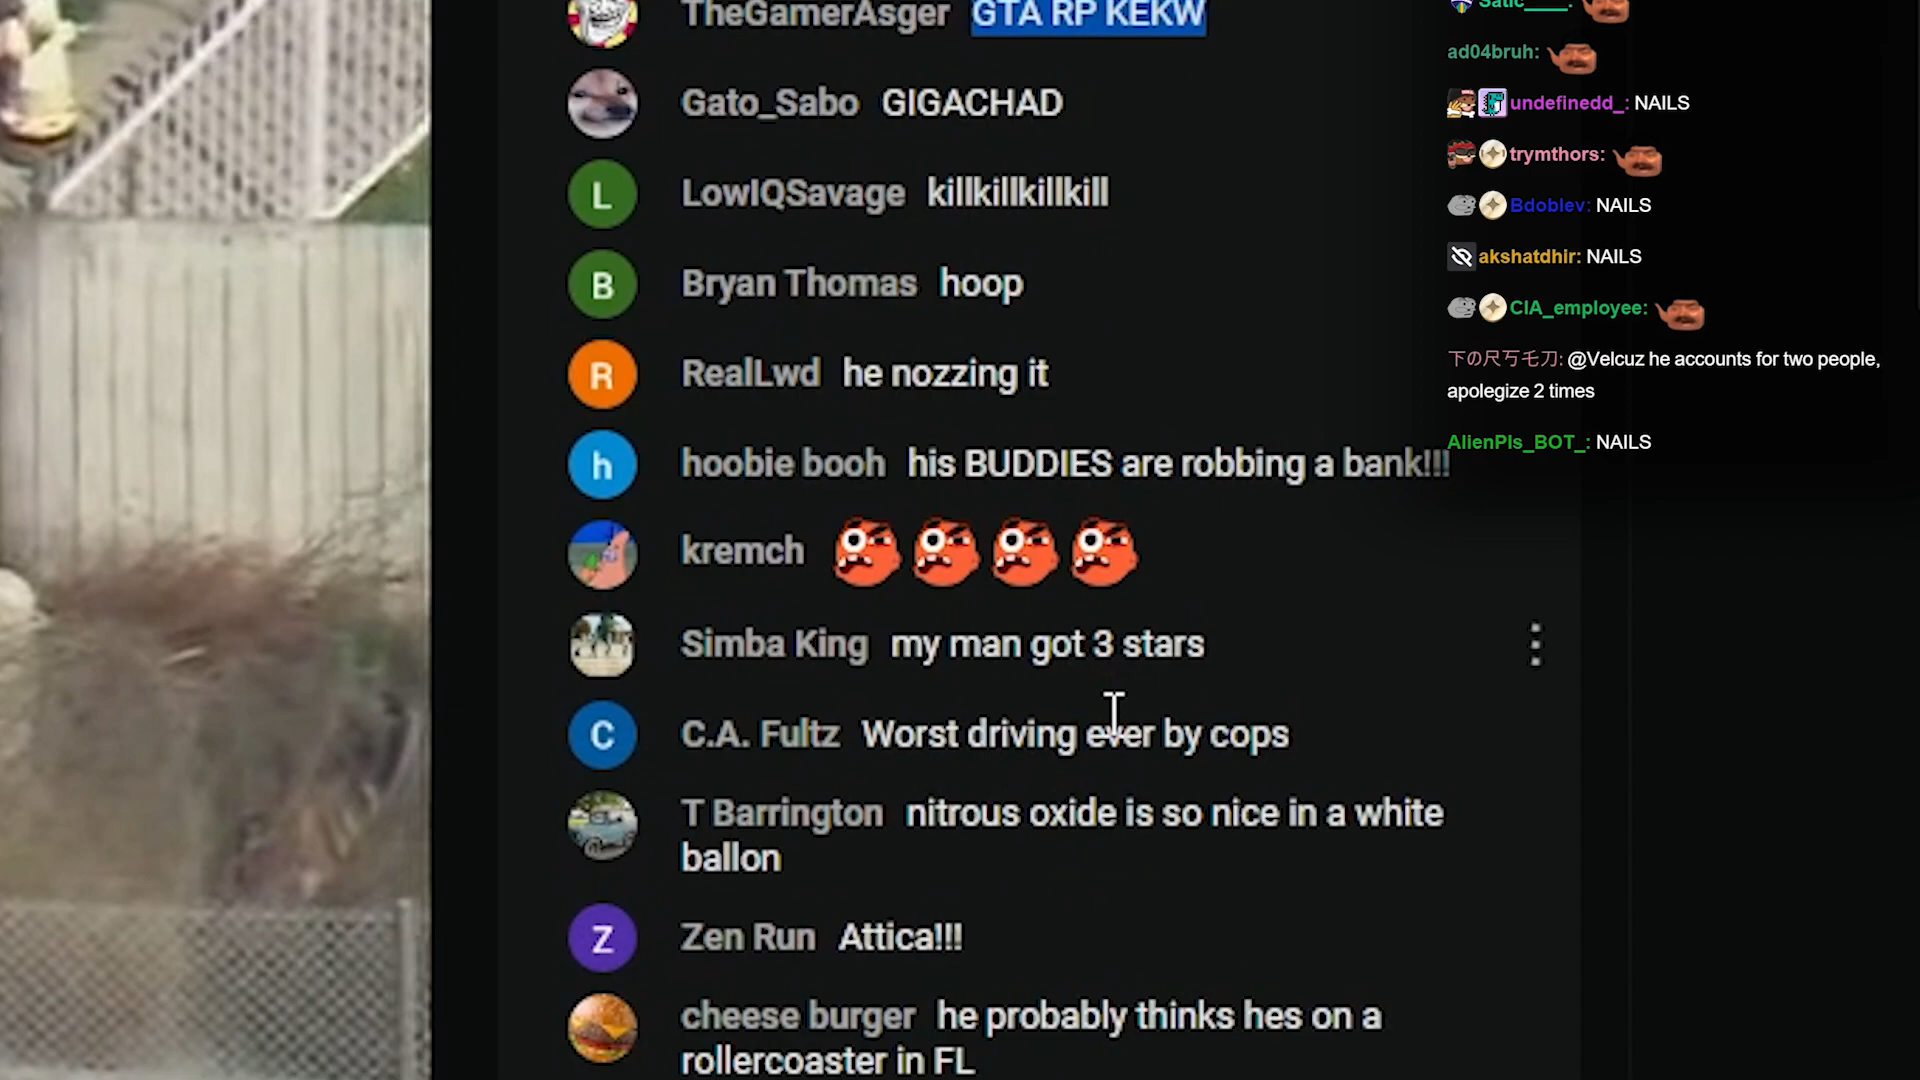 TheGamerAsger GTA RP KEKW
Gato_Sabo GIGACHAD
L LowIQSavage killkillkillkill
B Bryan Thomas hoop
R RealLwd he nozzing it
h hoobie booh his BUDDIES are robbing a bank!!!
kremch
Simba King my man got 3 stars
C C.A. Fultz Worst driving ever by cops
T Barrington nitrous oxide is so nice in a white
ballon
Z Zen Run Attica!!!
cheese burger he probably thinks hes on a
rollercoaster in FL
Satic____:
ad04bruh:
undefinedd_: NAILS
trymthors:
Bdoblev: NAILS
akshatdhir: NAILS
CIA_employee:
下の尺丂乇刀: @Velcuz he accounts for two people,
apolegize 2 times
AlienPls_BOT_: NAILS